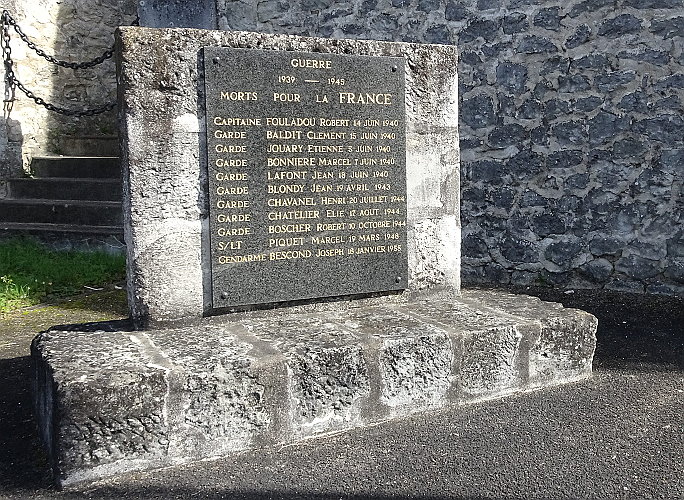 GUERRE
1939 — 1945
MORTS POUR LA FRANCE
CAPITAINE FOULADOU ROBERT 14 JUIN 1940
GARDE BALDIT CLEMENT 15 JUIN 1940
GARDE JOUARY ETIENNE 5 JUIN 1940
GARDE BONNIERE MARCEL 7 JUIN 1940
GARDE LAFONT JEAN 18 JUIN 1940
GARDE BLONDY JEAN 19 AVRIL 1943
GARDE CHAVANEL HENRI 20 JUILLET 1944
GARDE CHATELIER ELIE 12 AOUT 1944
GARDE BOSCHER ROBERT 10 OCTOBRE 1944
S/LT PIQUET MARCEL 19 MARS 1948
GENDARME BESCOND JOSEPH 18 JANVIER 1955